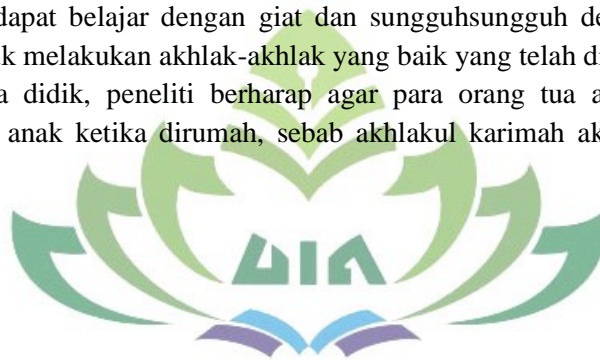 dapat belajar dengan giat dan sungguhsungguh
melakukan akhlak-akhlak yang baik yang telah
didik, peneliti berharap agar para orang tua
anak ketika dirumah, sebab akhlakul karimah
UIN